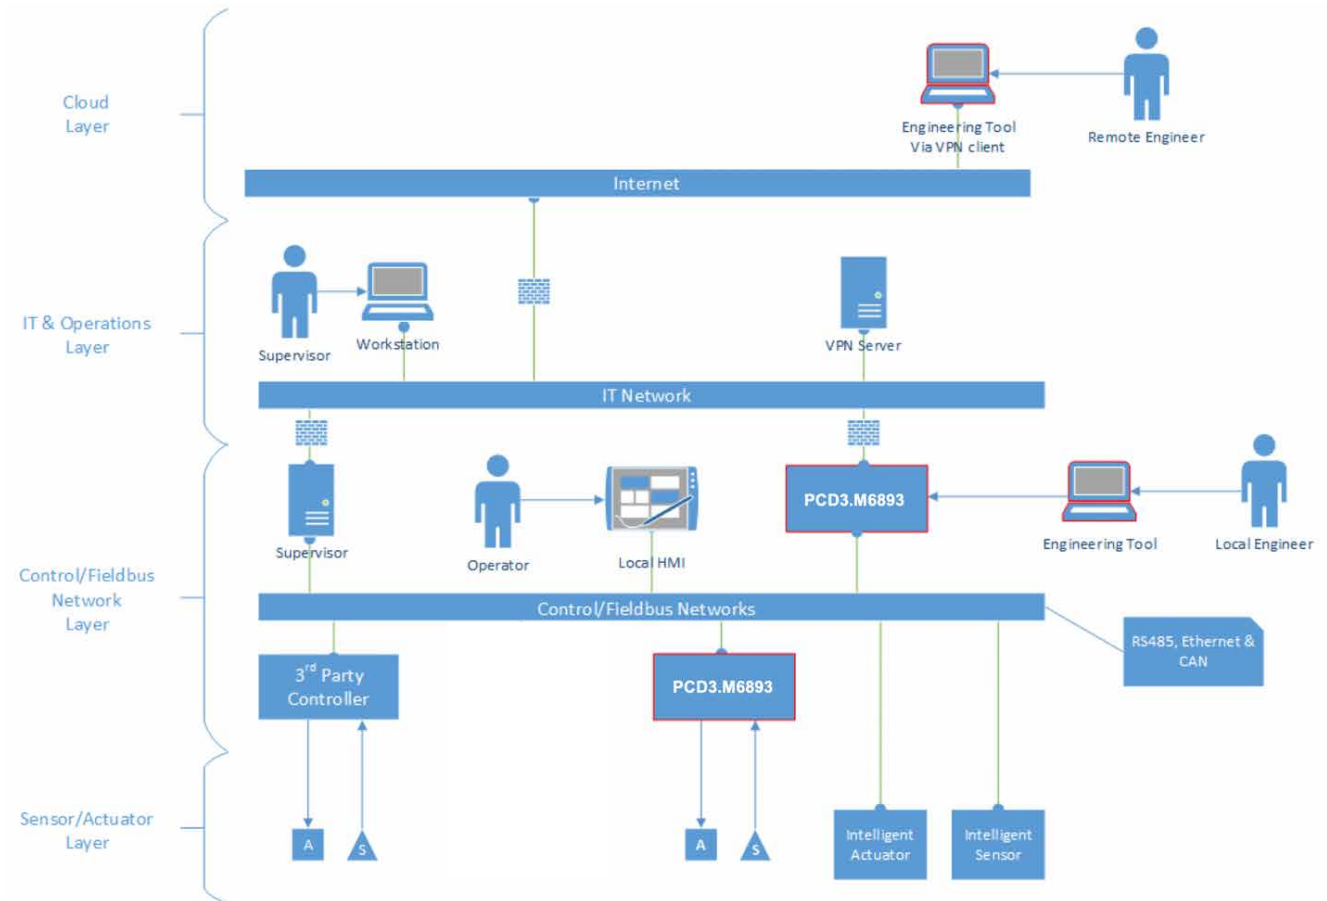 Cloud
Layer
Engineering Tool
Via VPN client
Remote Engineer
Internet
IT & Operations
Layer
Supervisor
Workstation
VPN Server
IT Network
Control/Fieldbus
Network
Layer
Supervisor
Operator
Local HMI
PCD3.M6893
Engineering Tool
Local Engineer
Control/Fieldbus Networks
RS485, Ethernet &
CAN
3rd Party
Controller
PCD3.M6893
Sensor/Actuator
Layer
A
S
A
S
Intelligent
Actuator
Intelligent
Sensor